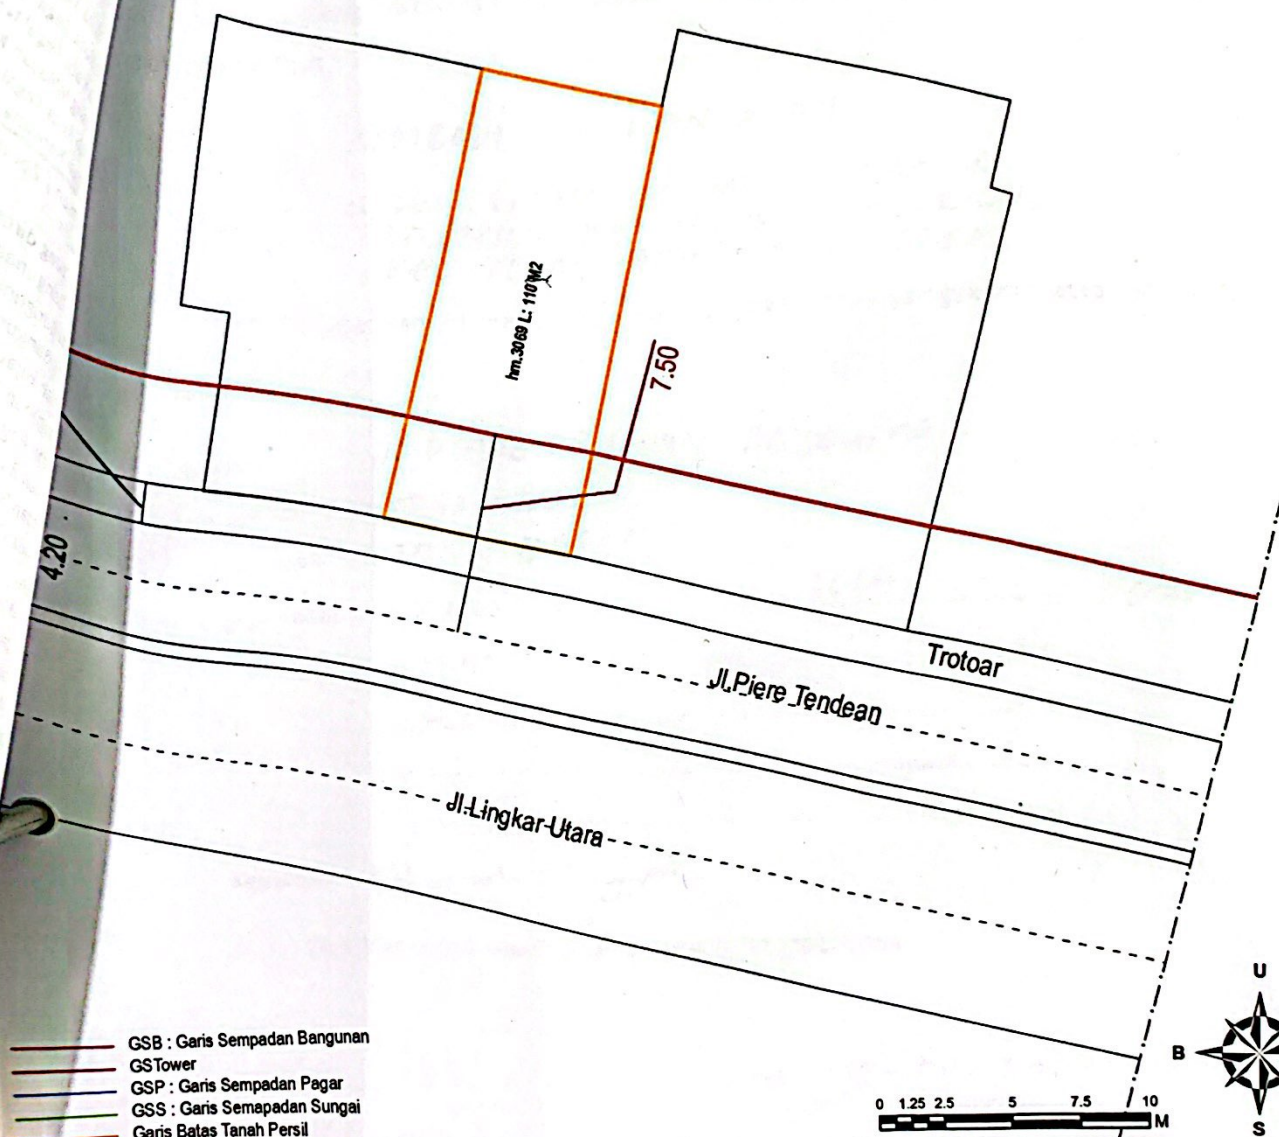 hm.3069 L: 110 M2
7.50
4.20
Trotoar
Jl.Piere Tendean
Jl.Lingkar Utara
GSB : Garis Sempadan Bangunan
GSTower
GSP : Garis Sempadan Pagar
GSS : Garis Semapadan Sungai
Garis Batas Tanah Persil
U
B
S
0 1.25 2.5 5 7.5 10
M